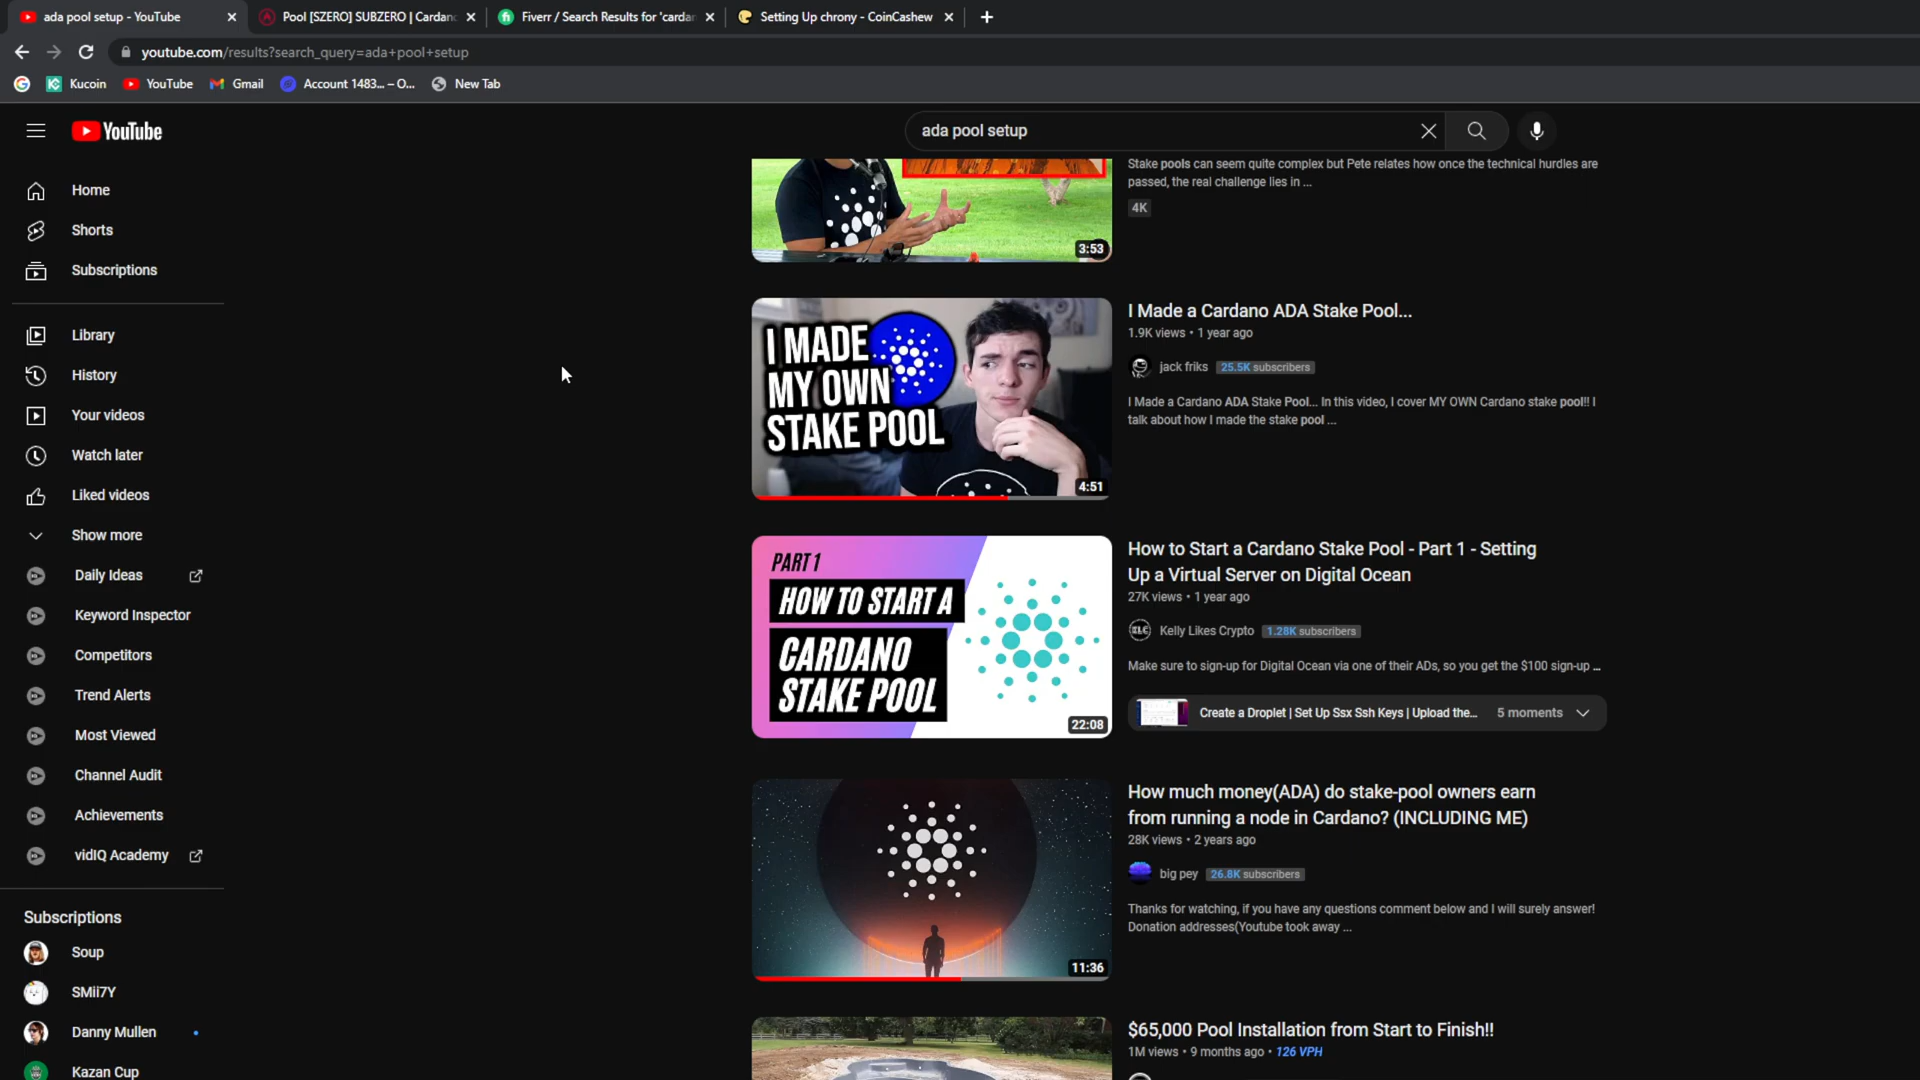 ada pool setup - YouTube
Pool [SZERO] SUBZERO | Cardano
Fiverr / Search Results for 'cardan
Setting Up chrony - CoinCashew
youtube.com/results?search_query=ada+pool+setup
Kucoin
YouTube
Gmail
Account 1483... – O...
New Tab
YouTube
ada pool setup
Home
Shorts
Subscriptions
Library
History
Your videos
Watch later
Liked videos
Show more
Daily Ideas
Keyword Inspector
Competitors
Trend Alerts
Most Viewed
Channel Audit
Achievements
vidIQ Academy
Subscriptions
Soup
SMii7Y
Danny Mullen
Kazan Cup
3:53
Stake pools can seem quite complex but Pete relates how once the technical hurdles are
passed, the real challenge lies in ...
4K
I MADE
MY OWN
STAKE POOL
4:51
I Made a Cardano ADA Stake Pool...
1.9K views • 1 year ago
jack friks 25.5K subscribers
I Made a Cardano ADA Stake Pool... In this video, I cover MY OWN Cardano stake pool!! I
talk about how I made the stake pool ...
PART 1
HOW TO START A
CARDANO
STAKE POOL
22:08
How to Start a Cardano Stake Pool - Part 1 - Setting
Up a Virtual Server on Digital Ocean
27K views • 1 year ago
KLC
Kelly Likes Crypto 1.28K subscribers
Make sure to sign-up for Digital Ocean via one of their ADs, so you get the $100 sign-up ...
Create a Droplet | Set Up Ssx Ssh Keys | Upload the... 5 moments
11:36
How much money(ADA) do stake-pool owners earn
from running a node in Cardano? (INCLUDING ME)
28K views • 2 years ago
big pey 26.8K subscribers
Thanks for watching, if you have any questions comment below and I will surely answer!
Donation addresses(Youtube took away ...
$65,000 Pool Installation from Start to Finish!!
1M views • 9 months ago • 126 VPH